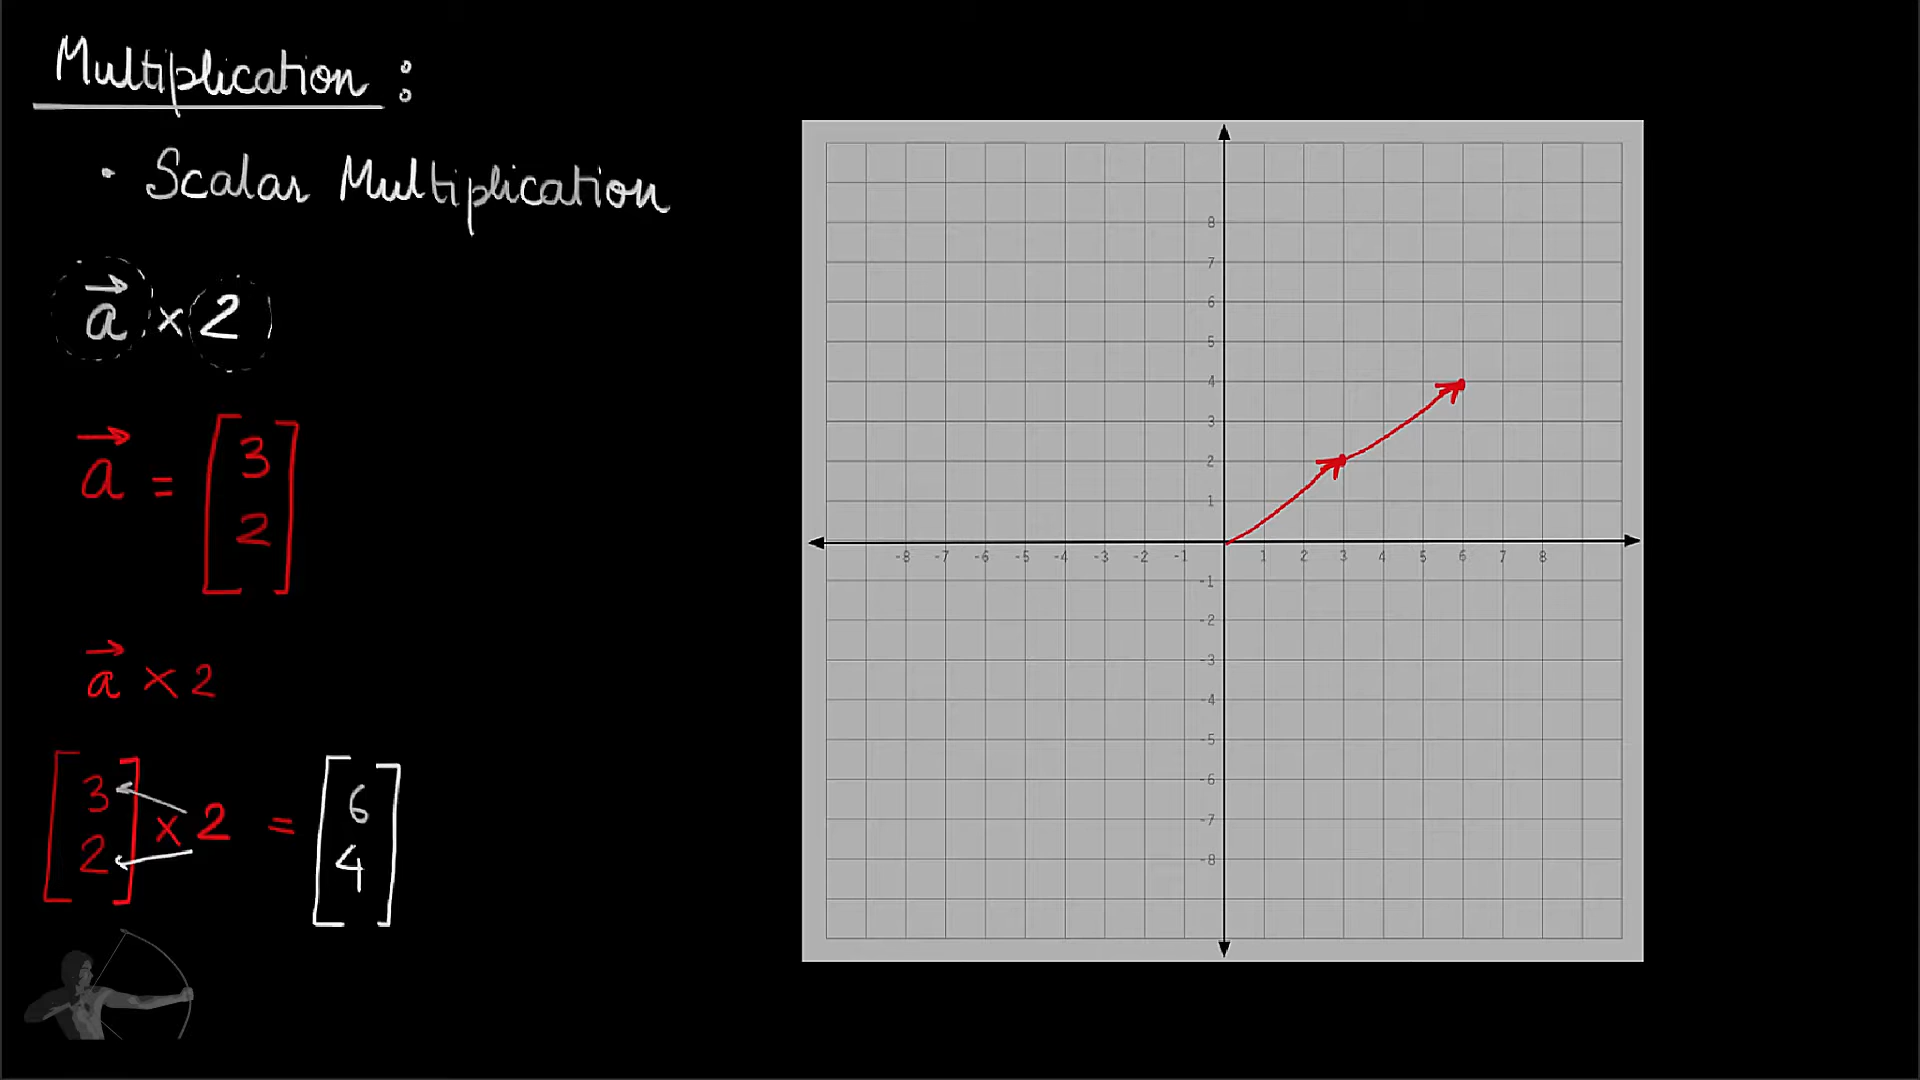 Multiplication :
• Scalar Multiplication
a⃗ × 2
a⃗ = [3
2]
a⃗ × 2
[3
2] × 2 = [6
4]
8
7
6
5
4
3
2
1
-8 -7 -6 -5 -4 -3 -2 -1 1 2 3 4 5 6 7 8
-1
-2
-3
-4
-5
-6
-7
-8